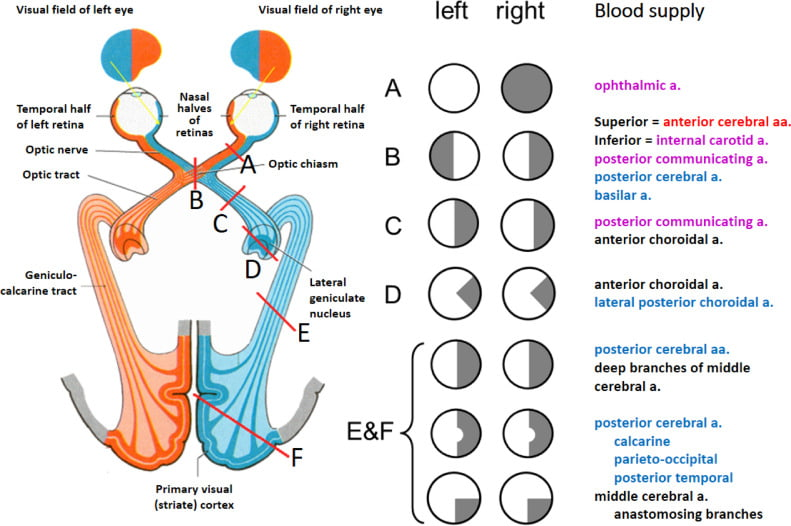 Visual field of left eye
Visual field of right eye
Temporal half
of left retina
Nasal
halves of
retinas
Temporal half
of right retina
Optic nerve
Optic chiasm
Optic tract
A
B
C
D
Geniculo-
calcarine tract
Lateral
geniculate
nucleus
E
F
Primary visual
(striate) cortex
left right Blood supply
A ophthalmic a.
Superior = anterior cerebral aa.
Inferior = internal carotid a.
B posterior communicating a.
posterior cerebral a.
basilar a.
C posterior communicating a.
anterior choroidal a.
D anterior choroidal a.
lateral posterior choroidal a.
E&F
posterior cerebral aa.
deep branches of middle
cerebral a.
posterior cerebral a.
calcarine
parieto-occipital
posterior temporal
middle cerebral a.
anastomosing branches